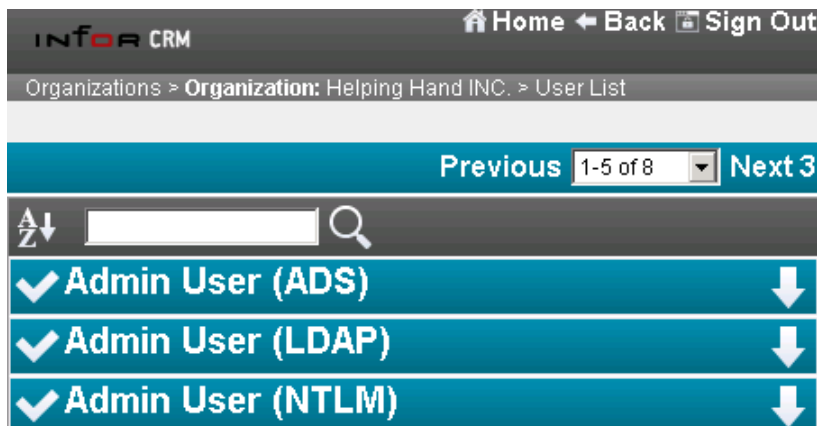 Home Back Sign Out
infor CRM
Organizations > Organization: Helping Hand INC. > User List
Previous 1-5 of 8 Next 3
A
Z
Admin User (ADS)
Admin User (LDAP)
Admin User (NTLM)